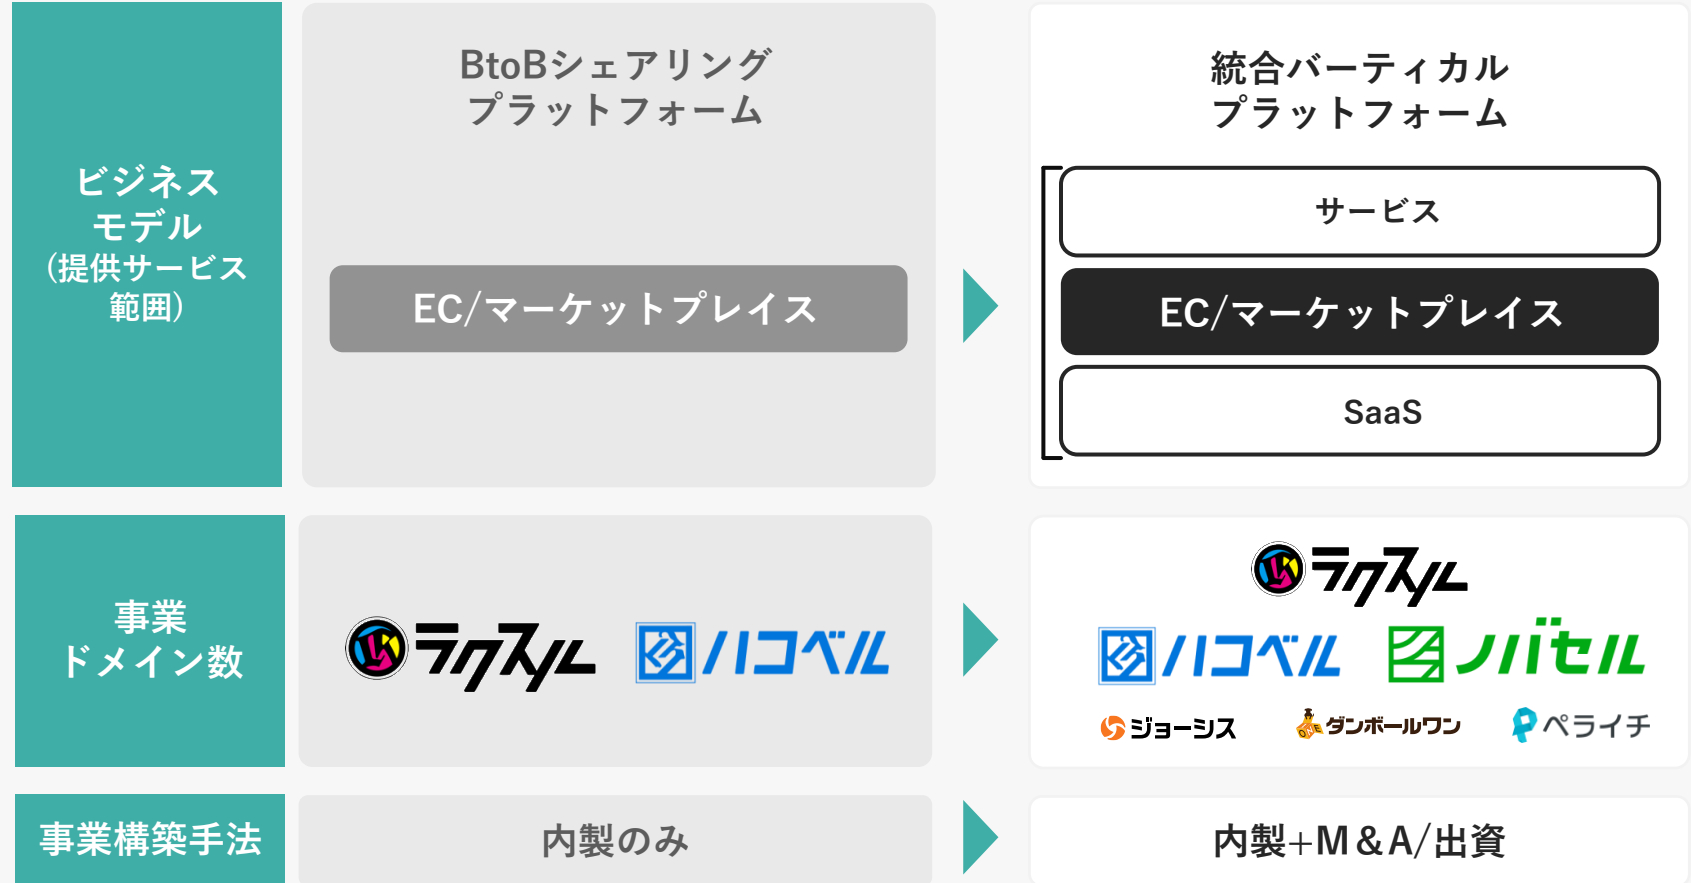 ビジネス
モデル
(提供サービス
範囲)
BtoBシェアリング
プラットフォーム
EC/マーケットプレイス
統合バーティカル
プラットフォーム
サービス
EC/マーケットプレイス
SaaS
事業
ドメイン数
ラクスル
ハコベル
ラクスル
ハコベル
ノバセル
ジョーシス
ダンボールワン
ペライチ
事業構築手法
内製のみ
内製+M&A/出資